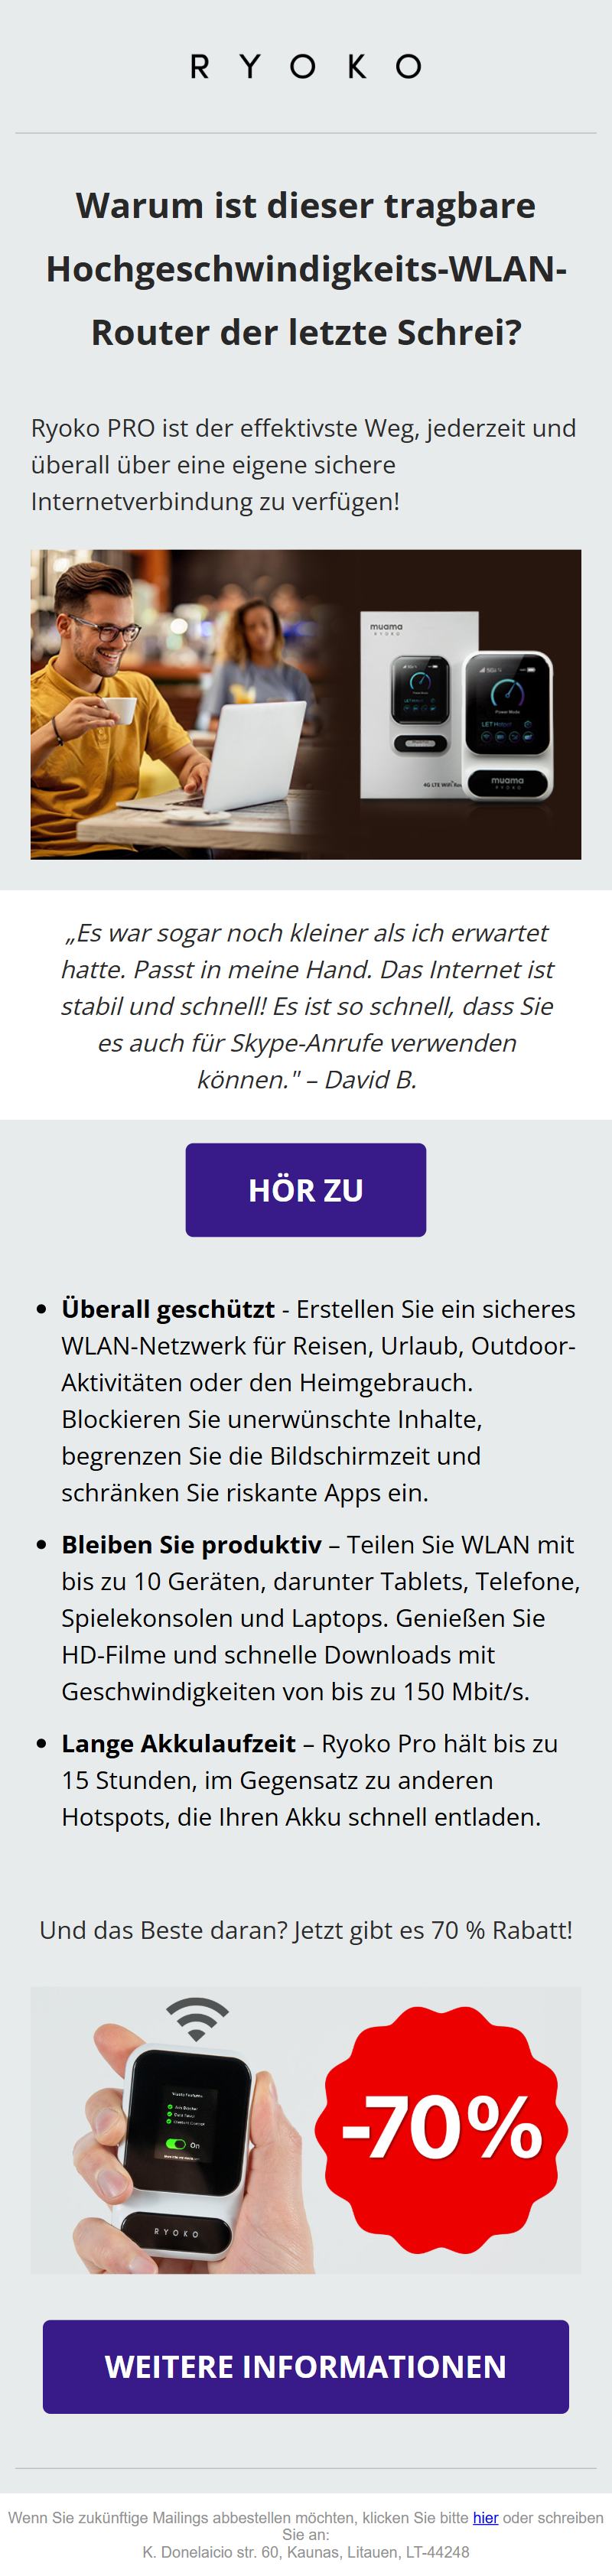 RYOKO
Warum ist dieser tragbare
Hochgeschwindigkeits-WLAN-
Router der letzte Schrei?
Ryoko PRO ist der effektivste Weg, jederzeit und
überall über eine eigene sichere
Internetverbindung zu verfügen!
muama
RYOKO
Power Mode
muama
RYOKO
„Es war sogar noch kleiner als ich erwartet
hatte. Passt in meine Hand. Das Internet ist
stabil und schnell! Es ist so schnell, dass Sie
es auch für Skype-Anrufe verwenden
können." – David B.
HÖR ZU
• Überall geschützt - Erstellen Sie ein sicheres
WLAN-Netzwerk für Reisen, Urlaub, Outdoor-
Aktivitäten oder den Heimgebrauch.
Blockieren Sie unerwünschte Inhalte,
begrenzen Sie die Bildschirmzeit und
schränken Sie riskante Apps ein.
• Bleiben Sie produktiv – Teilen Sie WLAN mit
bis zu 10 Geräten, darunter Tablets, Telefone,
Spielekonsolen und Laptops. Genießen Sie
HD-Filme und schnelle Downloads mit
Geschwindigkeiten von bis zu 150 Mbit/s.
• Lange Akkulaufzeit – Ryoko Pro hält bis zu
15 Stunden, im Gegensatz zu anderen
Hotspots, die Ihren Akku schnell entladen.
Und das Beste daran? Jetzt gibt es 70 % Rabatt!
On
RYOKO
-70%
WEITERE INFORMATIONEN
Wenn Sie zukünftige Mailings abbestellen möchten, klicken Sie bitte hier oder schreiben
Sie an:
K. Donelaicio str. 60, Kaunas, Litauen, LT-44248